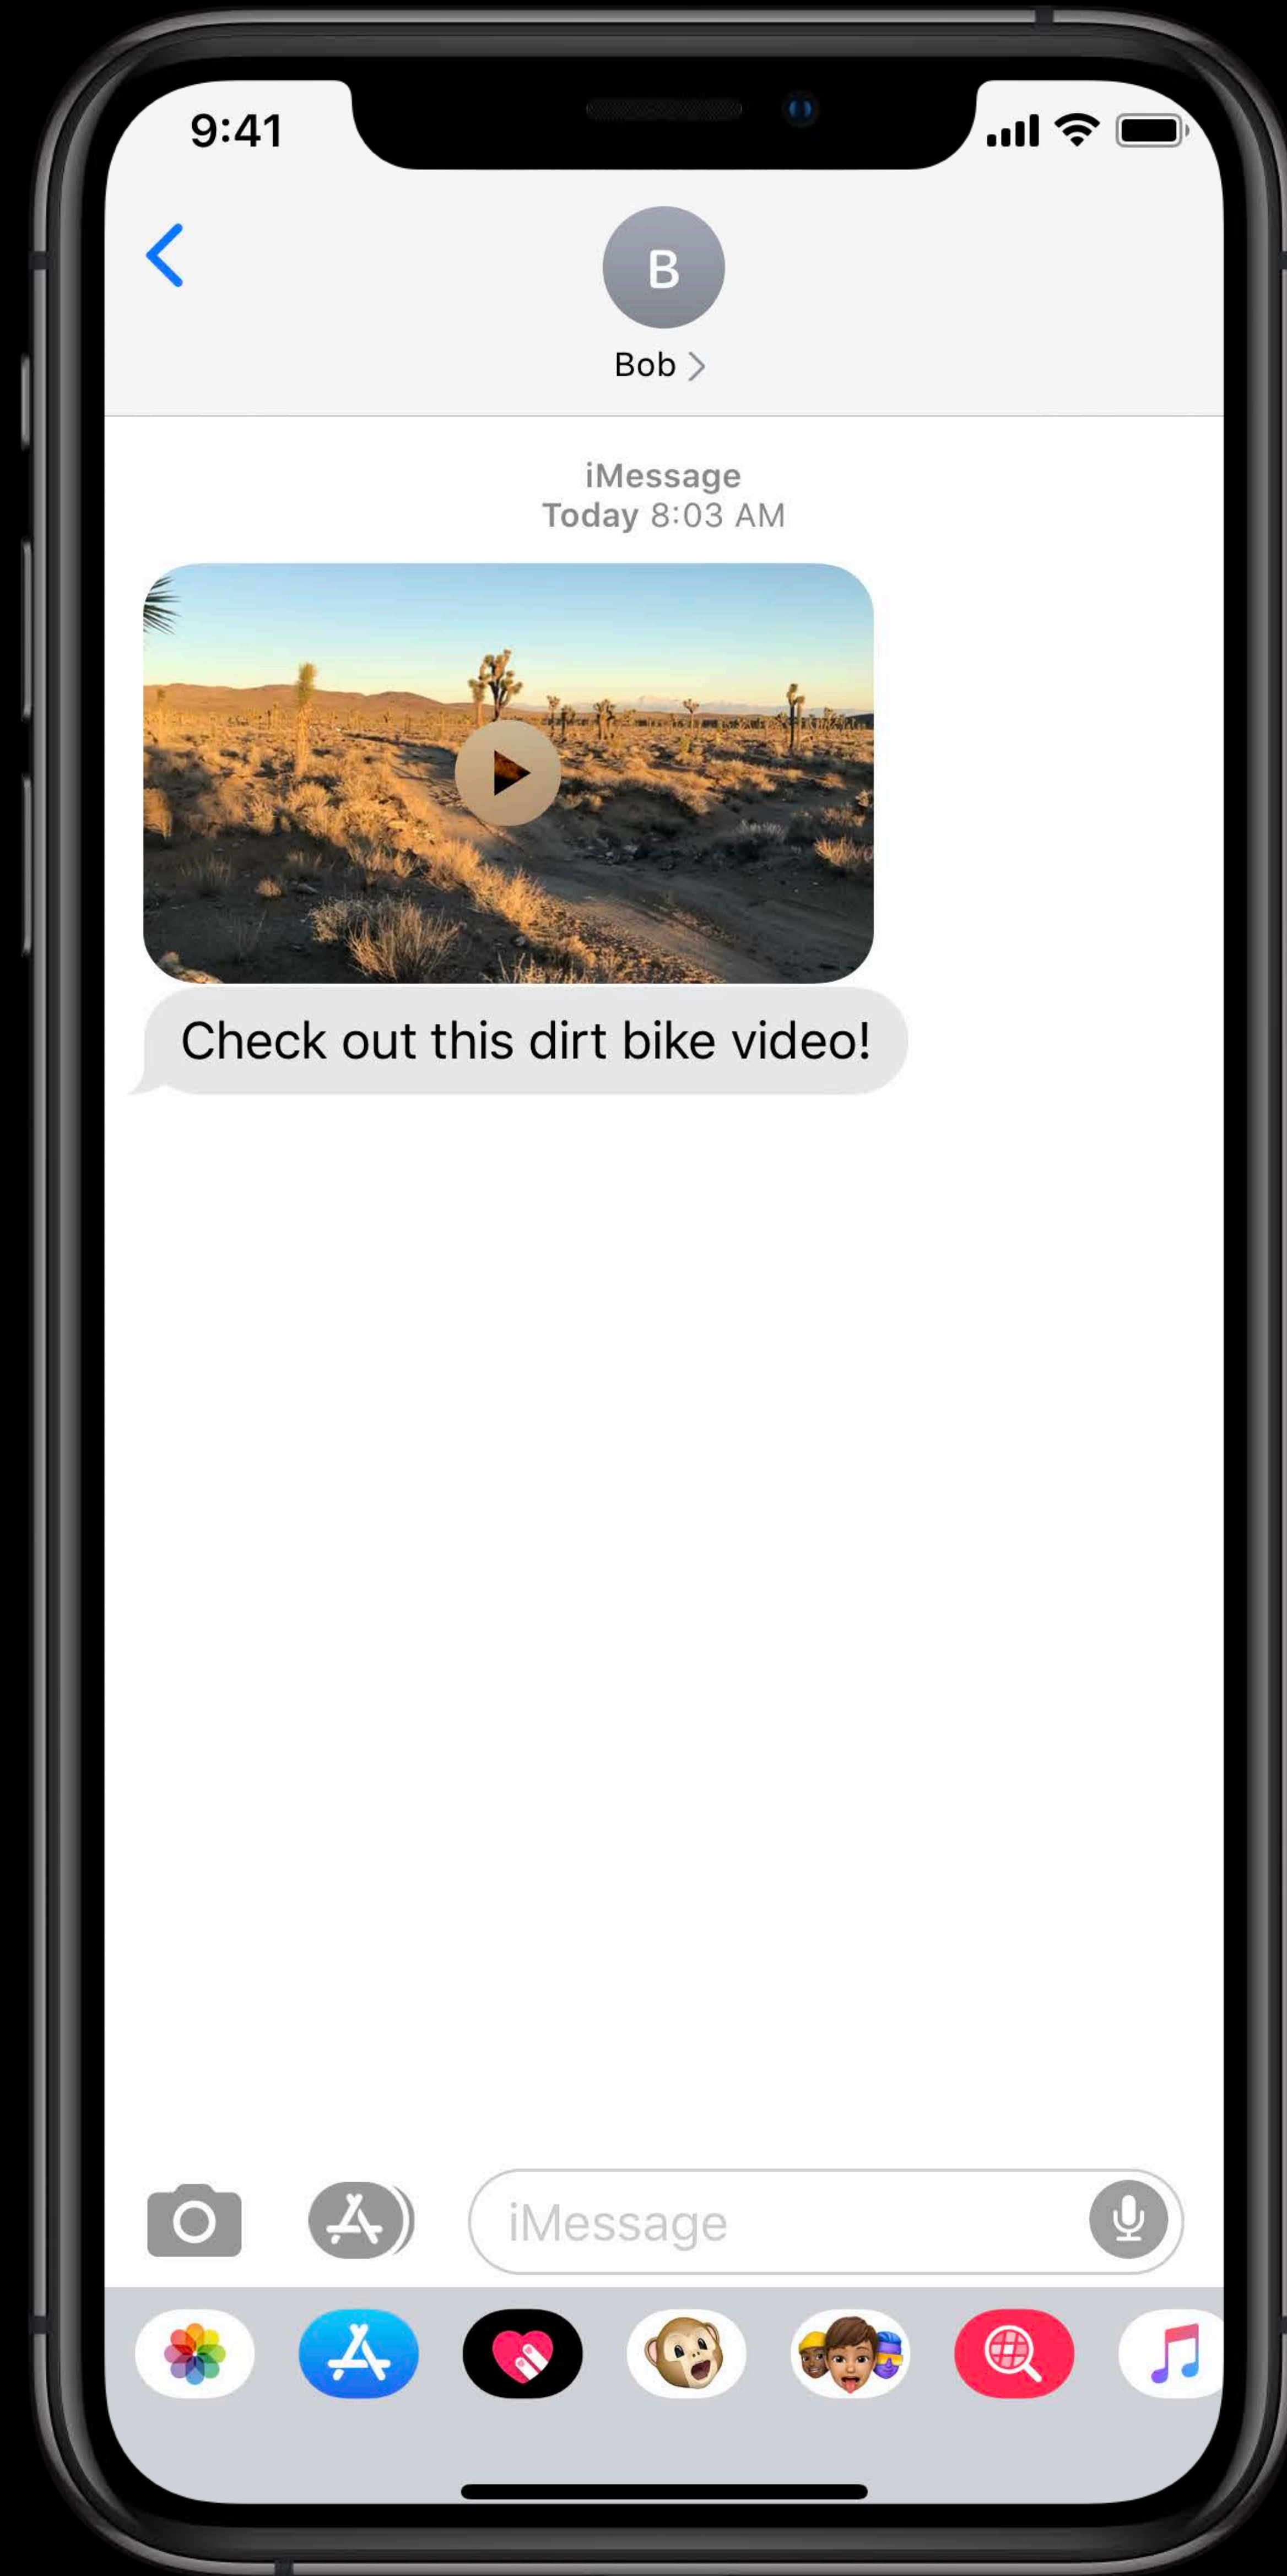 9:41
B
Bob
iMessage
Today 8:03 AM
Check out this dirt bike video!
iMessage